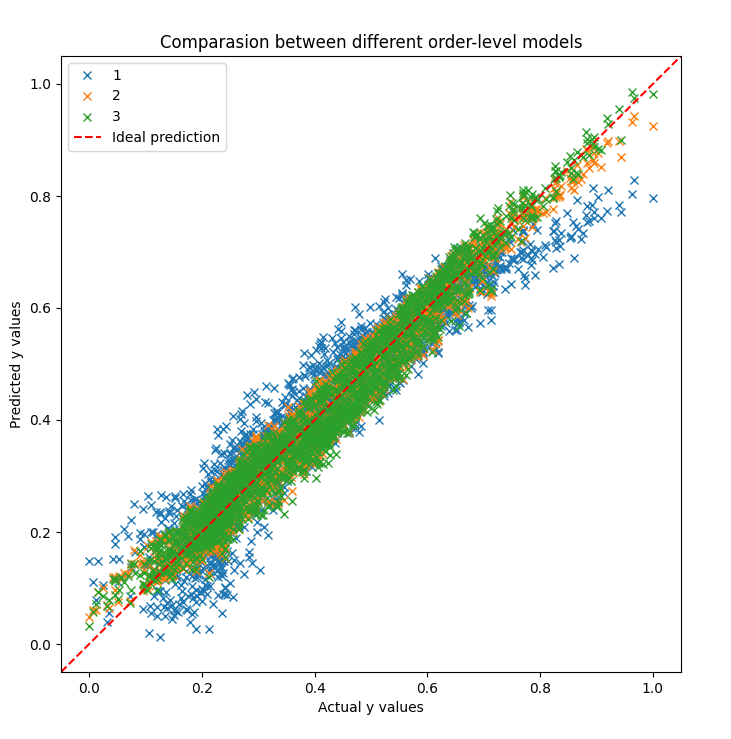 Comparasion between different order-level models
1
2
3
Ideal prediction
1.0
0.8
0.6
0.4
0.2
0.0
Predicted y values
0.0 0.2 0.4 0.6 0.8 1.0
Actual y values